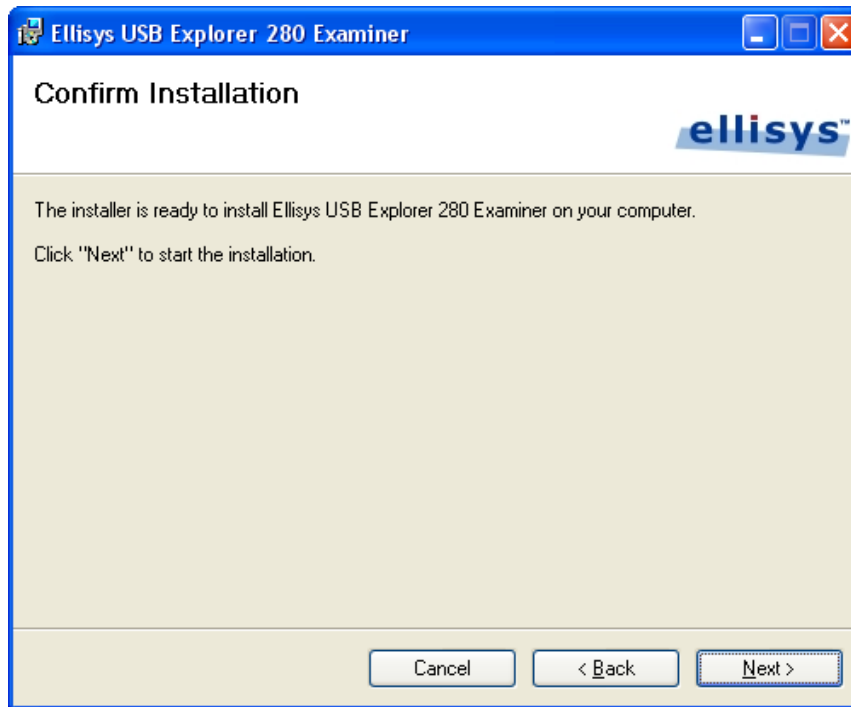 Ellisys USB Explorer 280 Examiner
Confirm Installation
ellisys™
The installer is ready to install Ellisys USB Explorer 280 Examiner on your computer.
Click "Next" to start the installation.
Cancel
< Back
Next >